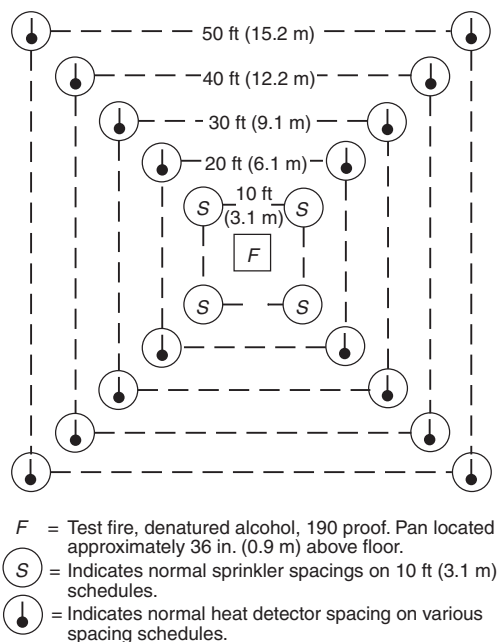 50 ft (15.2 m)
40 ft (12.2 m)
30 ft (9.1 m)
20 ft (6.1 m)
10 ft
(3.1 m)
S
S
F
S
S
F = Test fire, denatured alcohol, 190 proof. Pan located
approximately 36 in. (0.9 m) above floor.
S = Indicates normal sprinkler spacings on 10 ft (3.1 m)
schedules.
= Indicates normal heat detector spacing on various
spacing schedules.